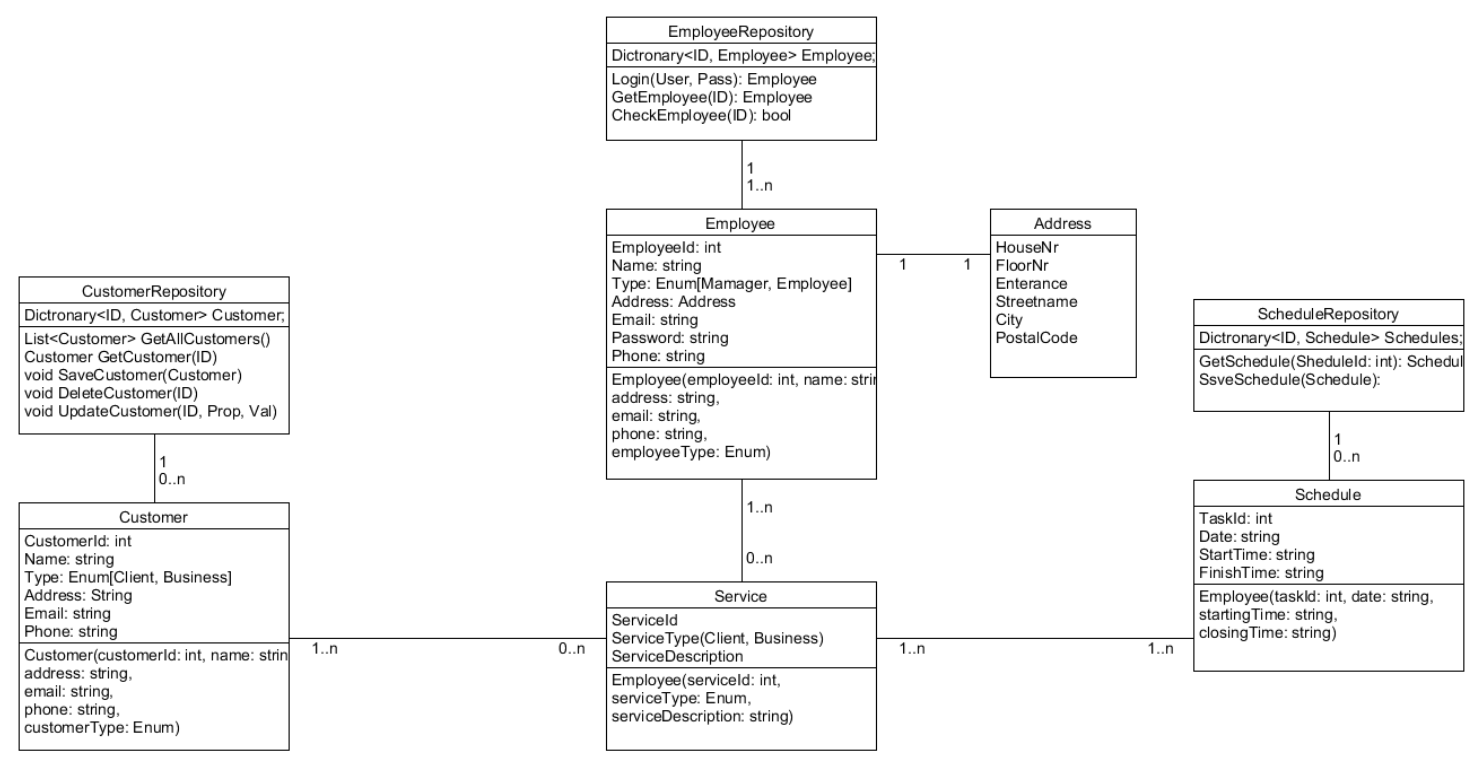 EmployeeRepository
Dictronary<ID, Employee> Employee;
Login(User, Pass): Employee
GetEmployee(ID): Employee
CheckEmployee(ID): bool
1
1..n
Employee
EmployeeId: int
Name: string
Type: Enum[Mamager, Employee]
Address: Address
Email: string
Password: string
Phone: string
Employee(employeeId: int, name: strin
address: string,
email: string,
phone: string,
employeeType: Enum)
1
1
Address
HouseNr
FloorNr
Enterance
Streetname
City
PostalCode
CustomerRepository
Dictronary<ID, Customer> Customer;
List<Customer> GetAllCustomers()
Customer GetCustomer(ID)
void SaveCustomer(Customer)
void DeleteCustomer(ID)
void UpdateCustomer(ID, Prop, Val)
1
0..n
Customer
CustomerId: int
Name: string
Type: Enum[Client, Business]
Address: String
Email: string
Phone: string
Customer(customerId: int, name: strin
address: string,
email: string,
phone: string,
customerType: Enum)
1..n
0..n
1..n
0..n
Service
ServiceId
ServiceType(Client, Business)
ServiceDescription
Employee(serviceId: int,
serviceType: Enum,
serviceDescription: string)
1..n
1..n
ScheduleRepository
Dictronary<ID, Schedule> Schedules;
GetSchedule(SheduleId: int): Schedul
SsveSchedule(Schedule):
1
0..n
Schedule
TaskId: int
Date: string
StartTime: string
FinishTime: string
Employee(taskId: int, date: string,
startingTime: string,
closingTime: string)